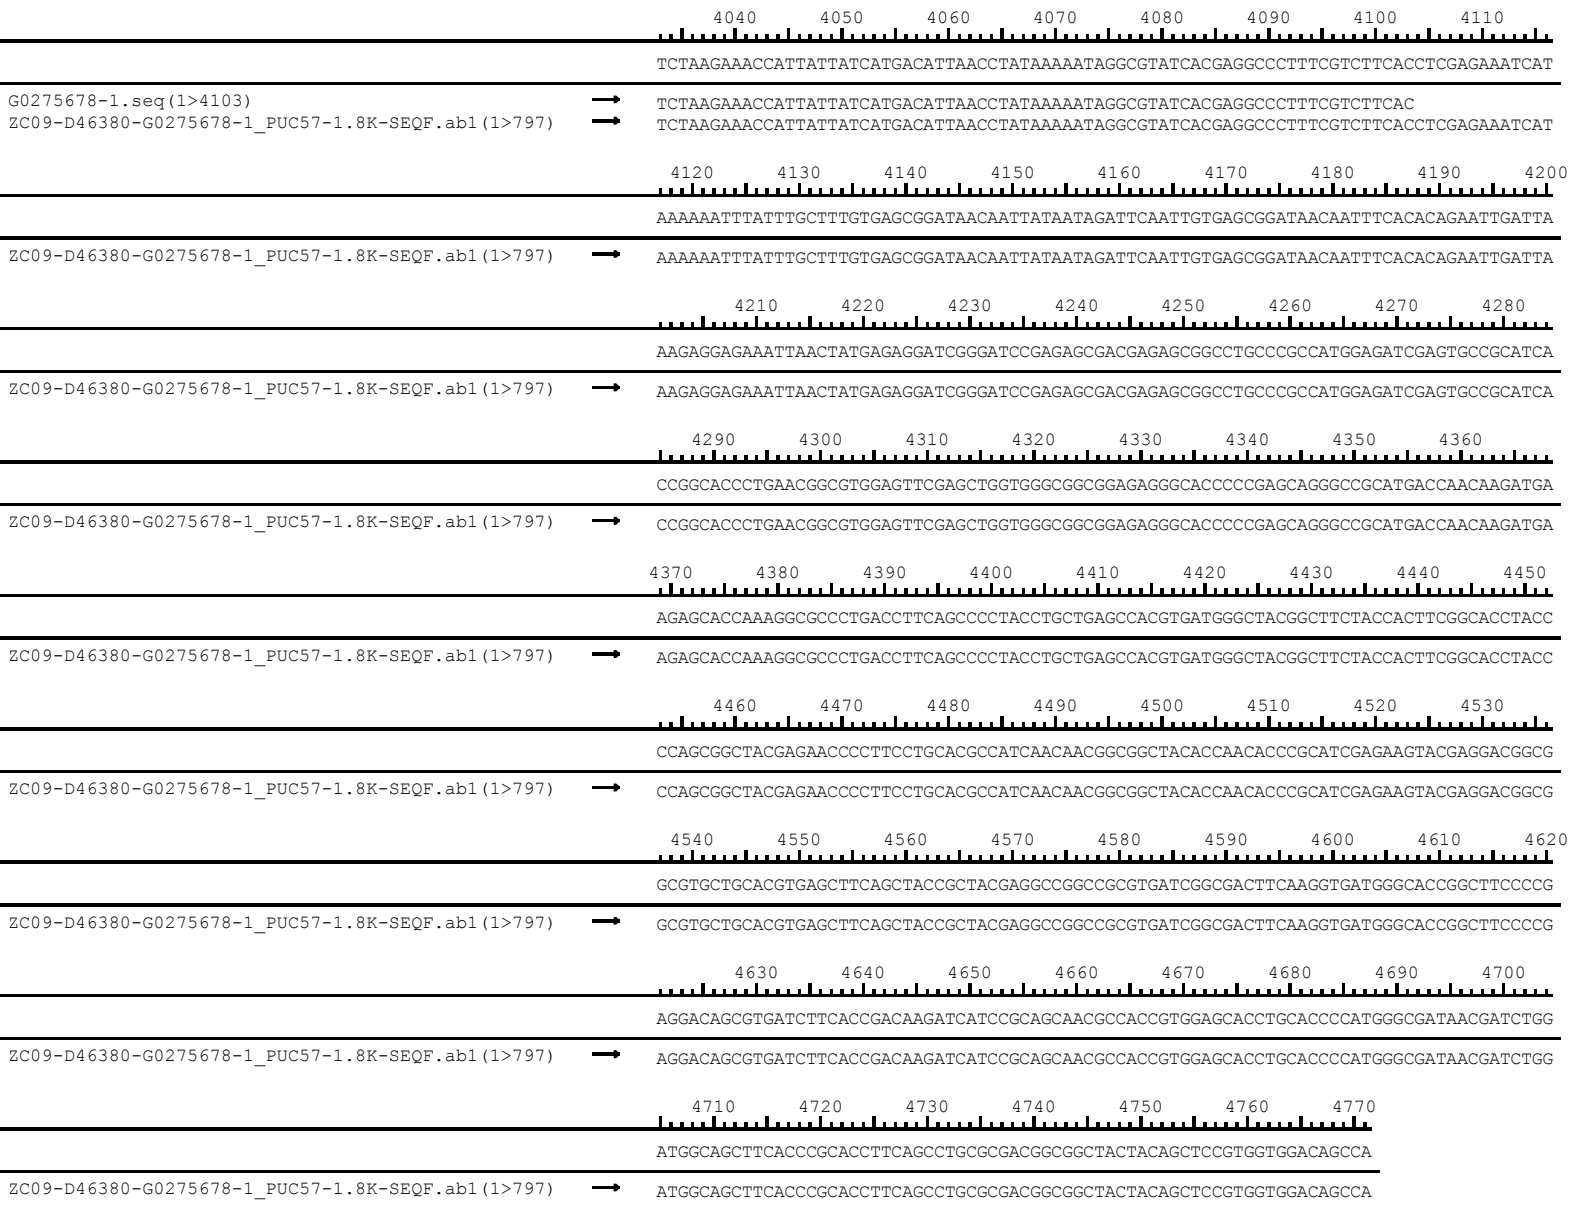 4040 4050 4060 4070 4080 4090 4100 4110
TCTAAGAAACCATTATTATCATGACATTAACCTATAAAAATAGGCGTATCACGAGGCCCTTTCGTCTTCACCTCGAGAAATCAT
G0275678-1.seq(1>4103) TCTAAGAAACCATTATTATCATGACATTAACCTATAAAAATAGGCGTATCACGAGGCCCTTTCGTCTTCAC
ZC09-D46380-G0275678-1_PUC57-1.8K-SEQF.ab1(1>797) TCTAAGAAACCATTATTATCATGACATTAACCTATAAAAATAGGCGTATCACGAGGCCCTTTCGTCTTCACCTCGAGAAATCAT
4120 4130 4140 4150 4160 4170 4180 4190 4200
AAAAAATTTATTTGCTTTGTGAGCGGATAACAATTATAATAGATTCAATTGTGAGCGGATAACAATTTCACACAGAATTGATTA
ZC09-D46380-G0275678-1_PUC57-1.8K-SEQF.ab1(1>797) AAAAAATTTATTTGCTTTGTGAGCGGATAACAATTATAATAGATTCAATTGTGAGCGGATAACAATTTCACACAGAATTGATTA
4210 4220 4230 4240 4250 4260 4270 4280
AAGAGGAGAAATTAACTATGAGAGGATCGGGATCCGAGAGCGACGAGAGCGGCCTGCCCGCCATGGAGATCGAGTGCCGCATCA
ZC09-D46380-G0275678-1_PUC57-1.8K-SEQF.ab1(1>797) AAGAGGAGAAATTAACTATGAGAGGATCGGGATCCGAGAGCGACGAGAGCGGCCTGCCCGCCATGGAGATCGAGTGCCGCATCA
4290 4300 4310 4320 4330 4340 4350 4360
CCGGCACCCTGAACGGCGTGGAGTTCGAGCTGGTGGGCGGCGGAGAGGGCACCCCCGAGCAGGGCCGCATGACCAACAAGATGA
ZC09-D46380-G0275678-1_PUC57-1.8K-SEQF.ab1(1>797) CCGGCACCCTGAACGGCGTGGAGTTCGAGCTGGTGGGCGGCGGAGAGGGCACCCCCGAGCAGGGCCGCATGACCAACAAGATGA
4370 4380 4390 4400 4410 4420 4430 4440 4450
AGAGCACCAAAGGCGCCCTGACCTTCAGCCCCTACCTGCTGAGCCACGTGATGGGCTACGGCTTCTACCACTTCGGCACCTACC
ZC09-D46380-G0275678-1_PUC57-1.8K-SEQF.ab1(1>797) AGAGCACCAAAGGCGCCCTGACCTTCAGCCCCTACCTGCTGAGCCACGTGATGGGCTACGGCTTCTACCACTTCGGCACCTACC
4460 4470 4480 4490 4500 4510 4520 4530
CCAGCGGCTACGAGAACCCCTTCCTGCACGCCATCAACAACGGCGGCTACACCAACACCCGCATCGAGAAGTACGAGGACGGCG
ZC09-D46380-G0275678-1_PUC57-1.8K-SEQF.ab1(1>797) CCAGCGGCTACGAGAACCCCTTCCTGCACGCCATCAACAACGGCGGCTACACCAACACCCGCATCGAGAAGTACGAGGACGGCG
4540 4550 4560 4570 4580 4590 4600 4610 4620
GCGTGCTGCACGTGAGCTTCAGCTACCGCTACGAGGCCGGCCGCGTGATCGGCGACTTCAAGGTGATGGGCACCGGCTTCCCCG
ZC09-D46380-G0275678-1_PUC57-1.8K-SEQF.ab1(1>797) GCGTGCTGCACGTGAGCTTCAGCTACCGCTACGAGGCCGGCCGCGTGATCGGCGACTTCAAGGTGATGGGCACCGGCTTCCCCG
4630 4640 4650 4660 4670 4680 4690 4700
AGGACAGCGTGATCTTCACCGACAAGATCATCCGCAGCAACGCCACCGTGGAGCACCTGCACCCCATGGGCGATAACGATCTGG
ZC09-D46380-G0275678-1_PUC57-1.8K-SEQF.ab1(1>797) AGGACAGCGTGATCTTCACCGACAAGATCATCCGCAGCAACGCCACCGTGGAGCACCTGCACCCCATGGGCGATAACGATCTGG
4710 4720 4730 4740 4750 4760 4770
ATGGCAGCTTCACCCGCACCTTCAGCCTGCGCGACGGCGGCTACTACAGCTCCGTGGTGGACAGCCA
ZC09-D46380-G0275678-1_PUC57-1.8K-SEQF.ab1(1>797) ATGGCAGCTTCACCCGCACCTTCAGCCTGCGCGACGGCGGCTACTACAGCTCCGTGGTGGACAGCCA